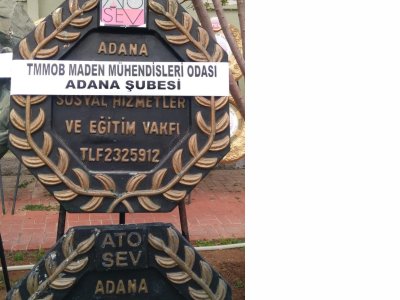 ATO
SEV
ADANA
TMMOB MADEN MÜHENDİSLERİ ODASI
ADANA ŞUBESİ
SOSYAL HİZMETLER
VE EĞİTİM VAKFI
TLF2325912
ATO
SEV
ADANA